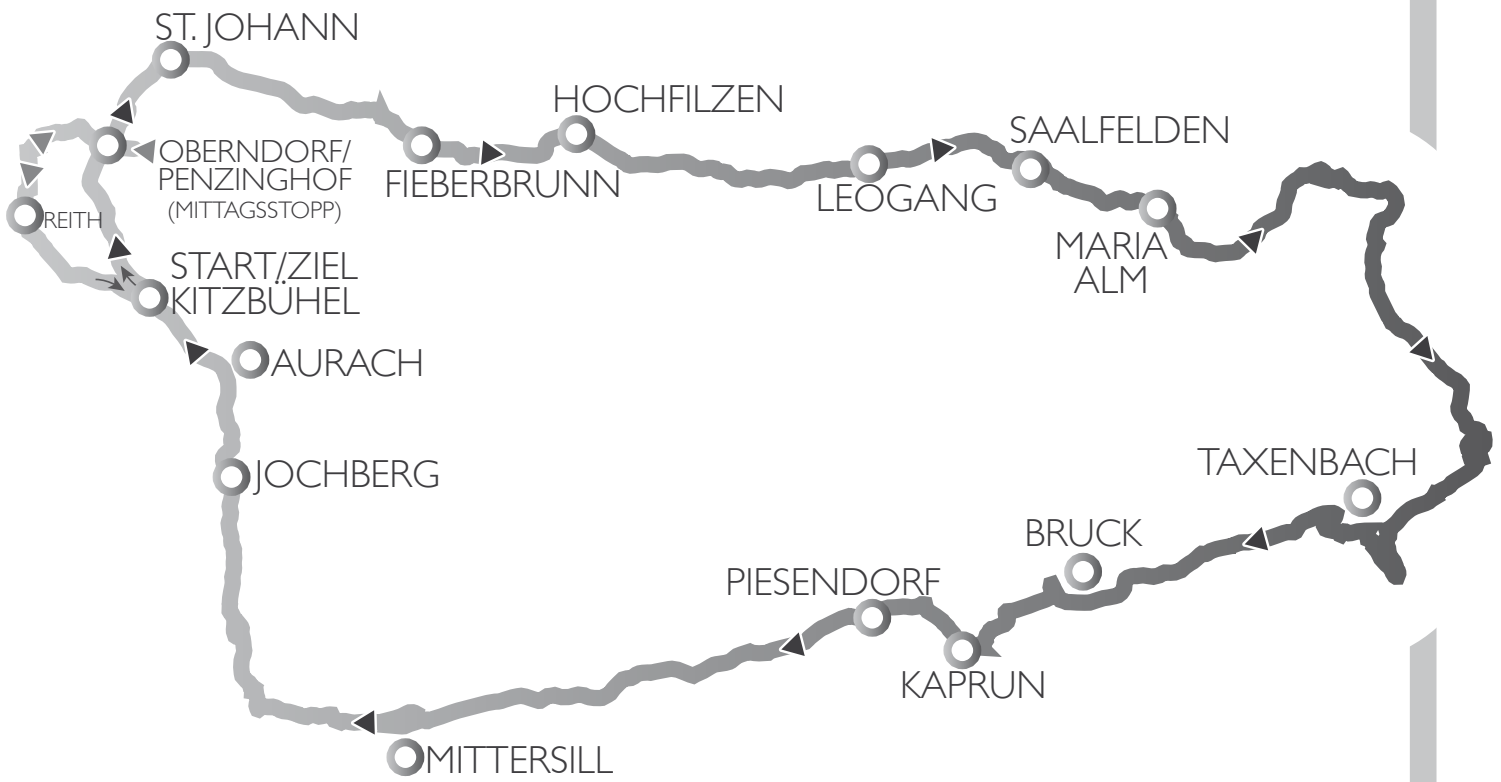 ST. JOHANN
HOCHFILZEN
SAALFELDEN
OBERNDORF/
PENZINGHOF
(MITTAGSSTOPP)
FIEBERBRUNN
LEOGANG
REITH
MARIA
ALM
START/ZIEL
KITZBÜHEL
AURACH
JOCHBERG
TAXENBACH
BRUCK
PIESENDORF
KAPRUN
MITTERSILL